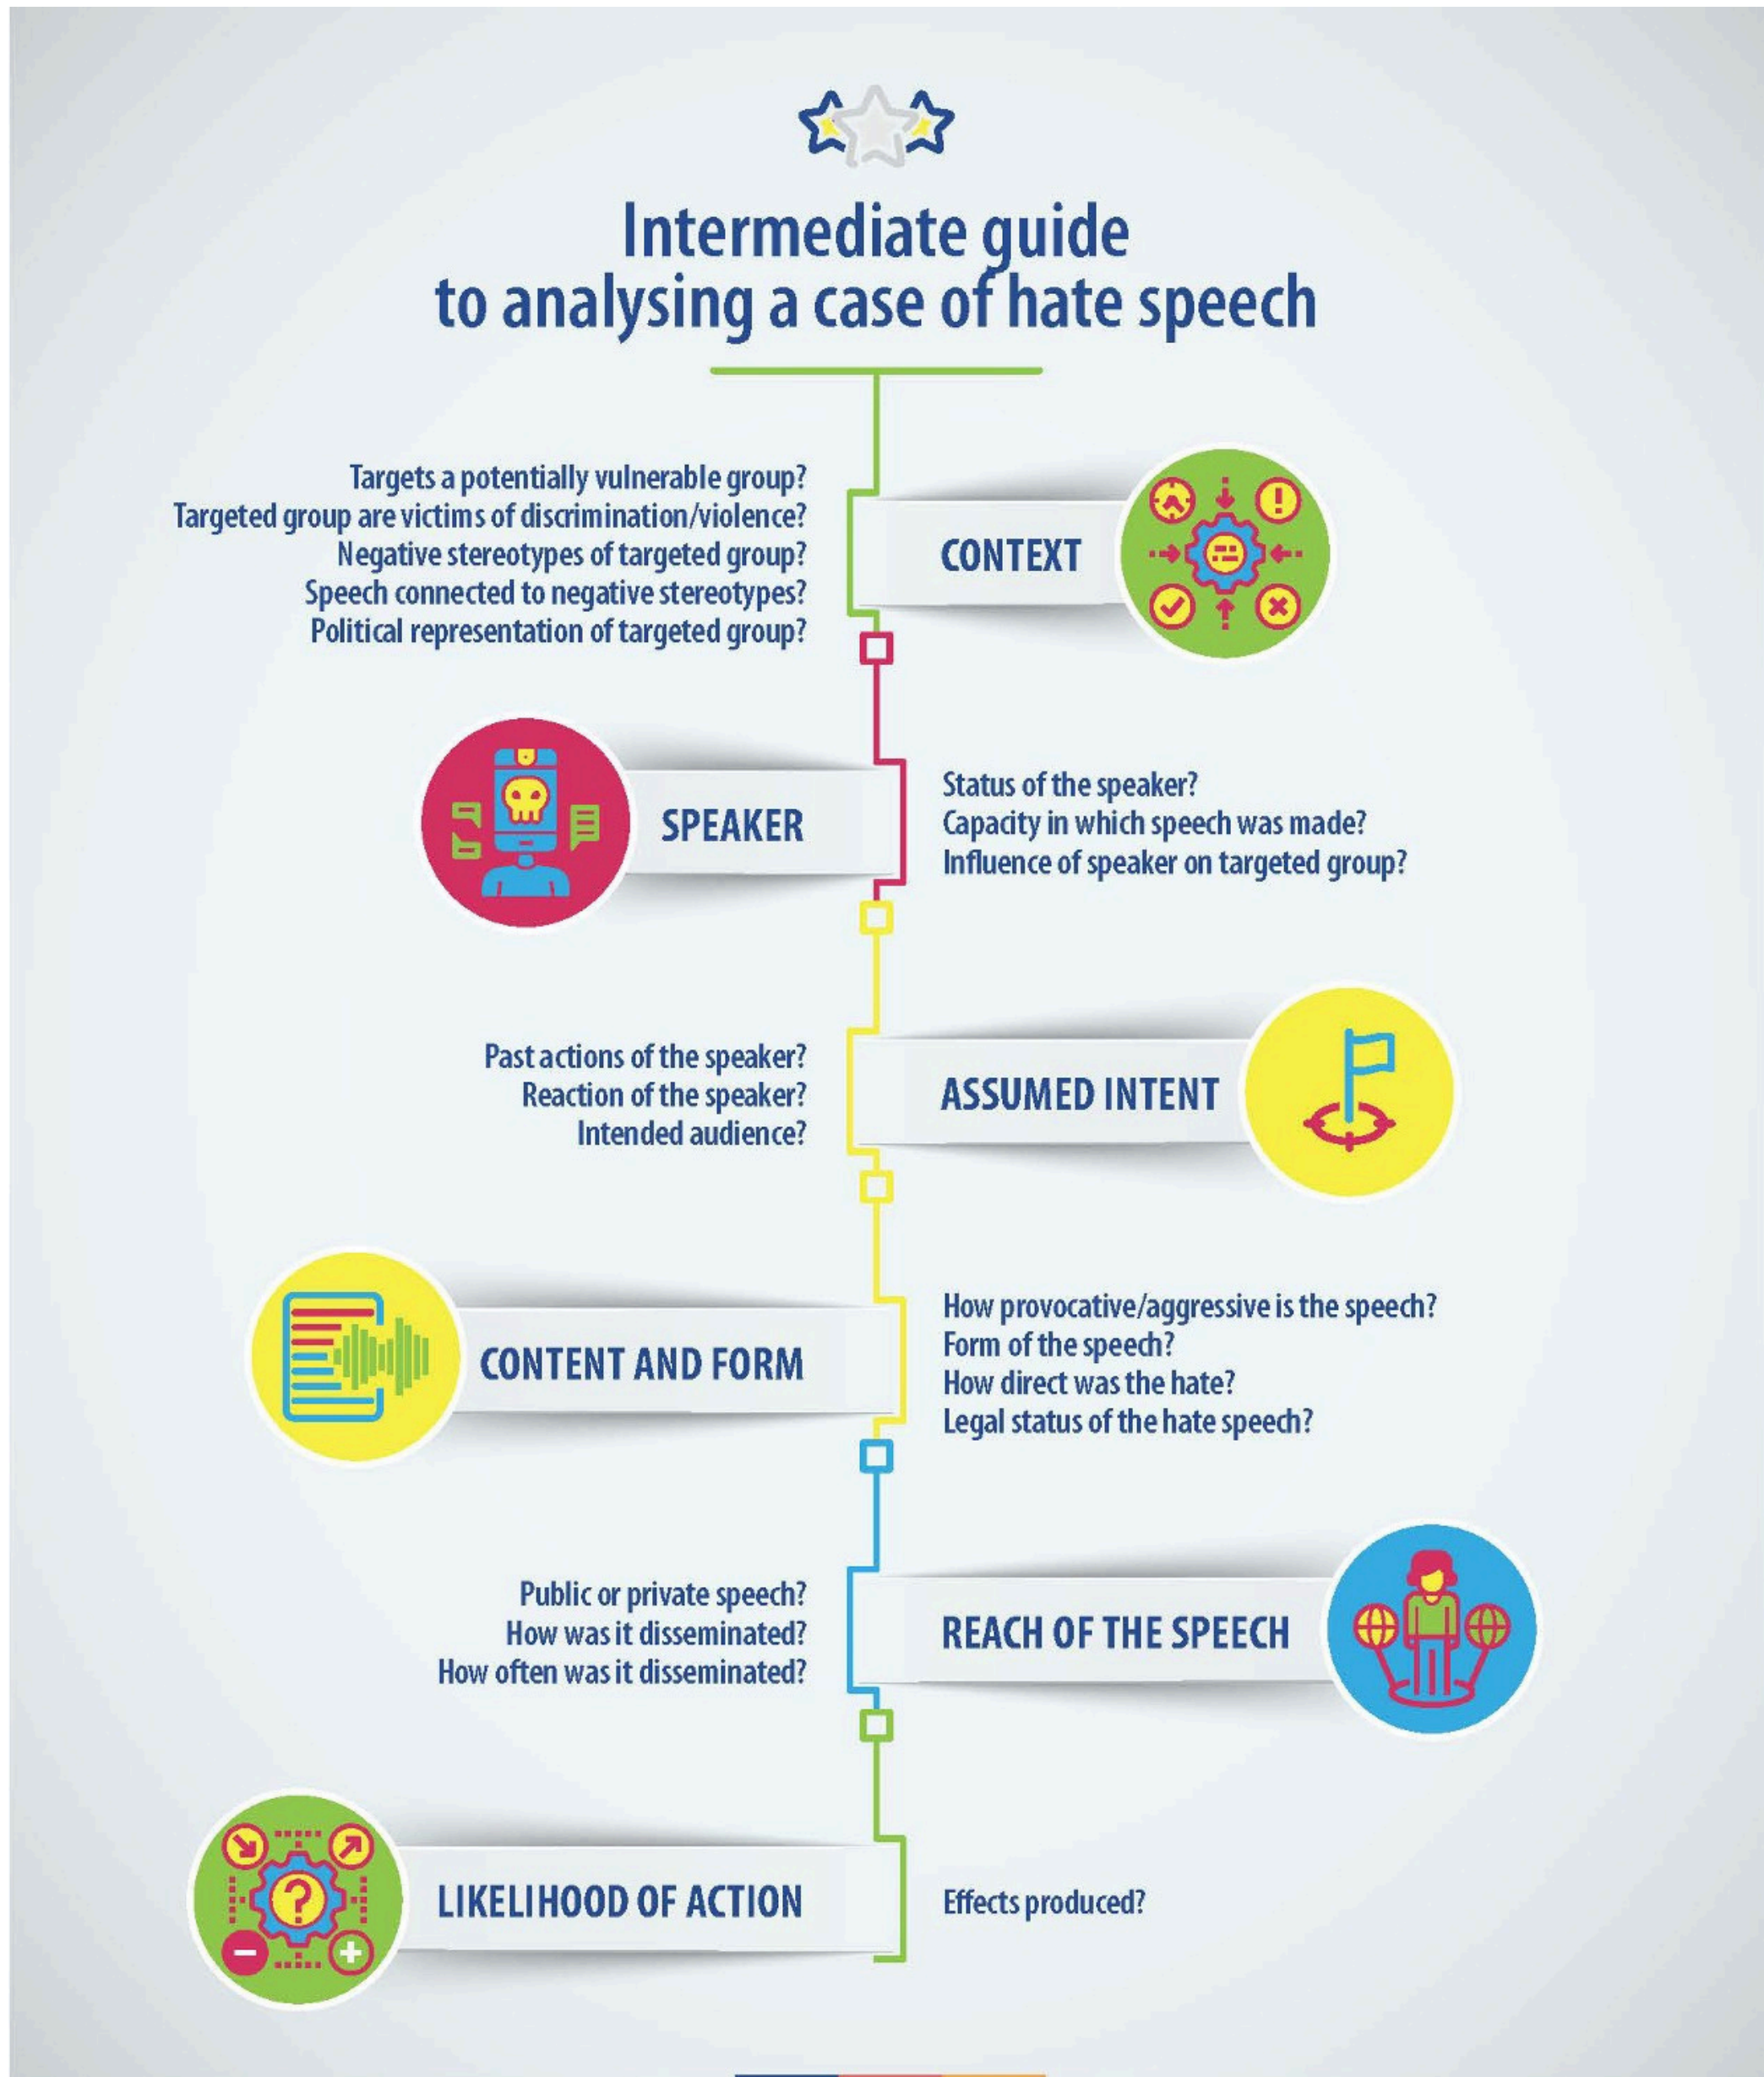 Intermediate guide
to analysing a case of hate speech
Targets a potentially vulnerable group?
Targeted group are victims of discrimination/violence?
Negative stereotypes of targeted group?
Speech connected to negative stereotypes?
Political representation of targeted group?
CONTEXT
SPEAKER
Status of the speaker?
Capacity in which speech was made?
Influence of speaker on targeted group?
Past actions of the speaker?
Reaction of the speaker?
Intended audience?
ASSUMED INTENT
CONTENT AND FORM
How provocative/aggressive is the speech?
Form of the speech?
How direct was the hate?
Legal status of the hate speech?
Public or private speech?
How was it disseminated?
How often was it disseminated?
REACH OF THE SPEECH
LIKELIHOOD OF ACTION
Effects produced?